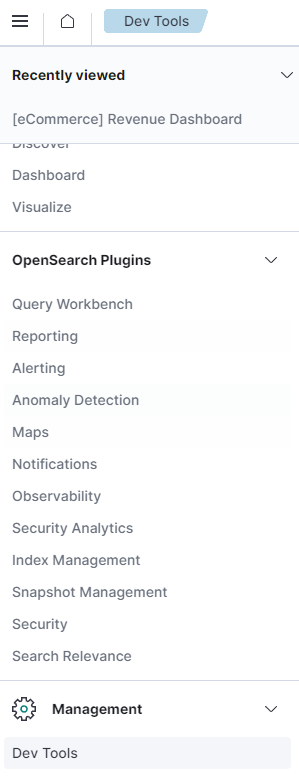 Dev Tools
Recently viewed
[eCommerce] Revenue Dashboard
Discover
Dashboard
Visualize
OpenSearch Plugins
Query Workbench
Reporting
Alerting
Anomaly Detection
Maps
Notifications
Observability
Security Analytics
Index Management
Snapshot Management
Security
Search Relevance
Management
Dev Tools